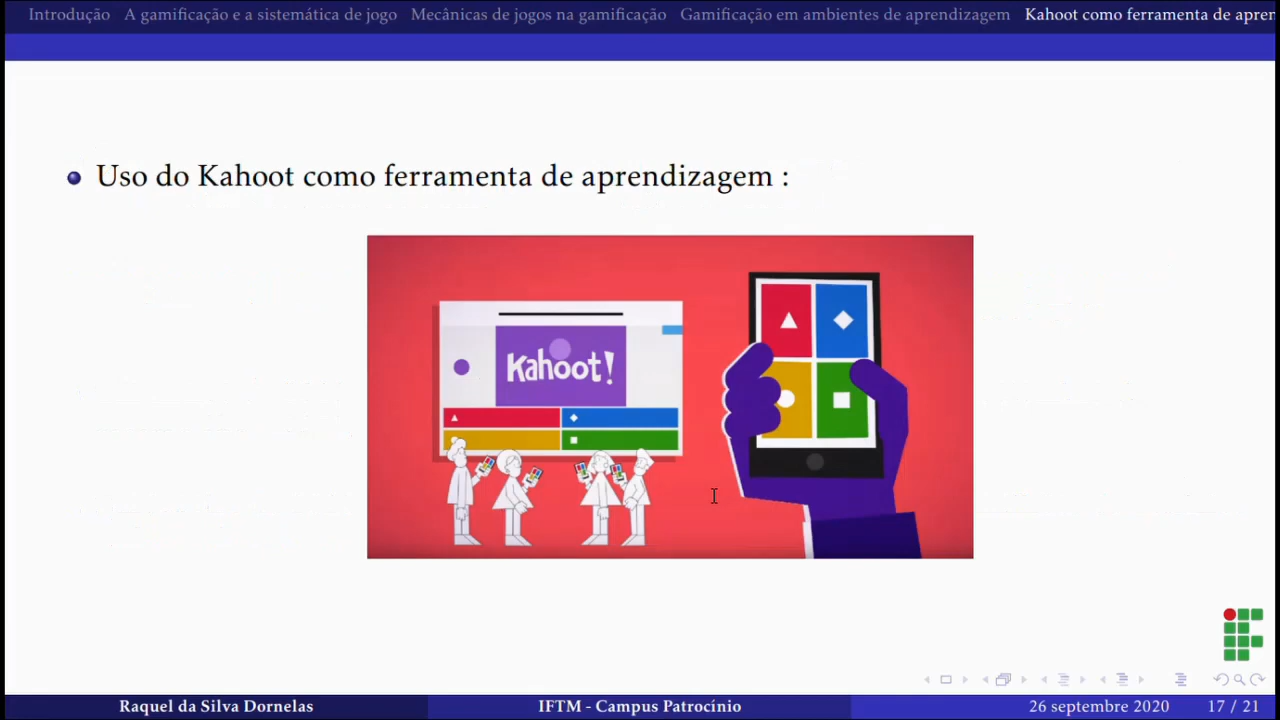 Introdução A gamificação e a sistemática de jogo Mecânicas de jogos na gamificação Gamificação em ambientes de aprendizagem Kahoot como ferramenta de apren
Uso do Kahoot como ferramenta de aprendizagem :
Kahoot!
Raquel da Silva Dornelas IFTM - Campus Patrocínio 26 septembre 2020 17 / 21